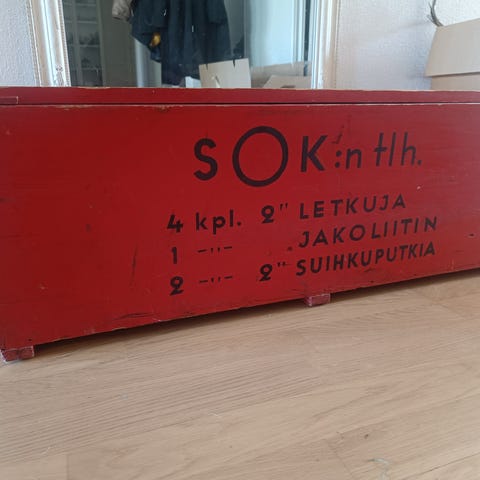 SOK:n tlh.
4 kpl. 2" LETKUJA
1 -"- JAKOLIITIN
2 -"- 2" SUIHKUPUTKIA